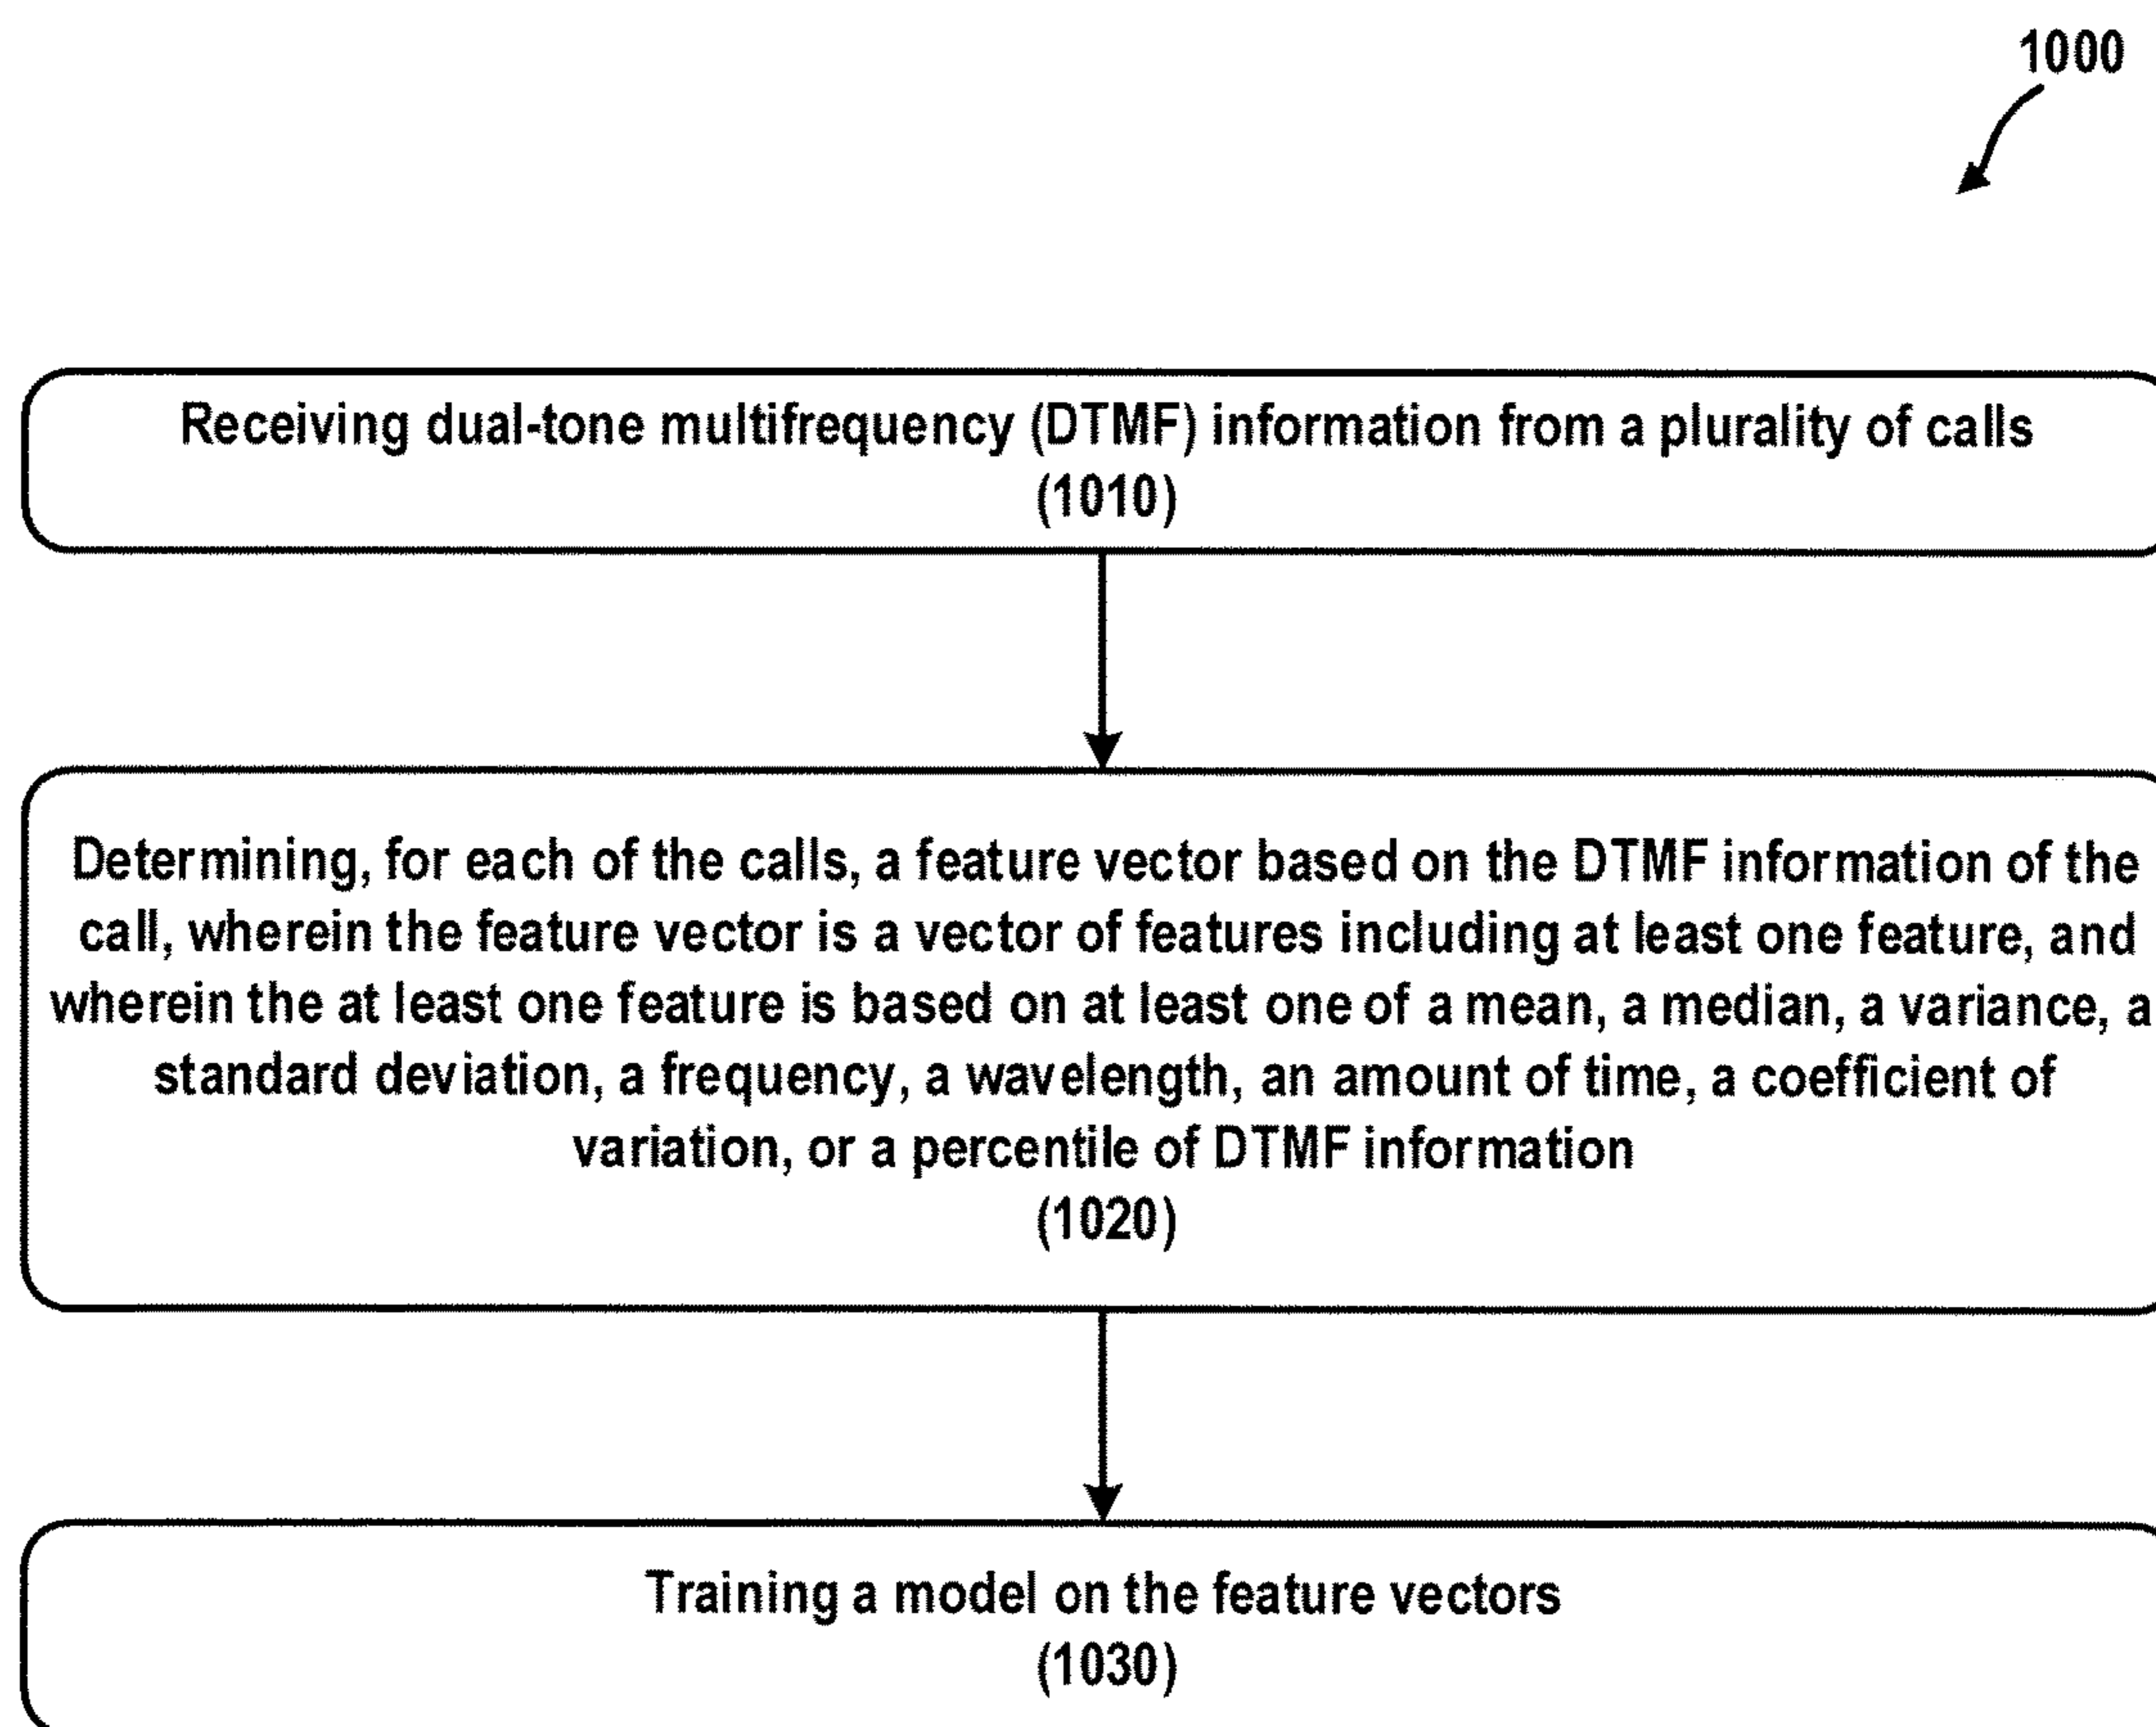 1000
Receiving dual-tone multifrequency (DTMF) information from a plurality of calls
(1010)
Determining, for each of the calls, a feature vector based on the DTMF information of the
call, wherein the feature vector is a vector of features including at least one feature, and
wherein the at least one feature is based on at least one of a mean, a median, a variance, a
standard deviation, a frequency, a wavelength, an amount of time, a coefficient of
variation, or a percentile of DTMF information
(1020)
Training a model on the feature vectors
(1030)